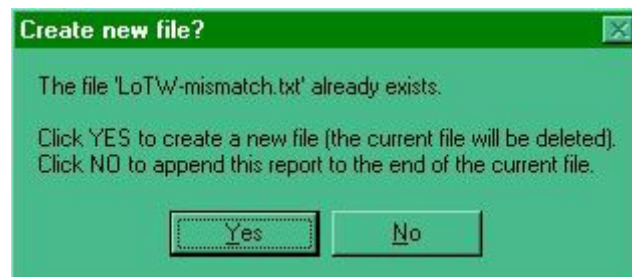 Create new file?
The file 'LoTW-mismatch.txt' already exists.
Click YES to create a new file (the current file will be deleted).
Click NO to append this report to the end of the current file.
Yes
No